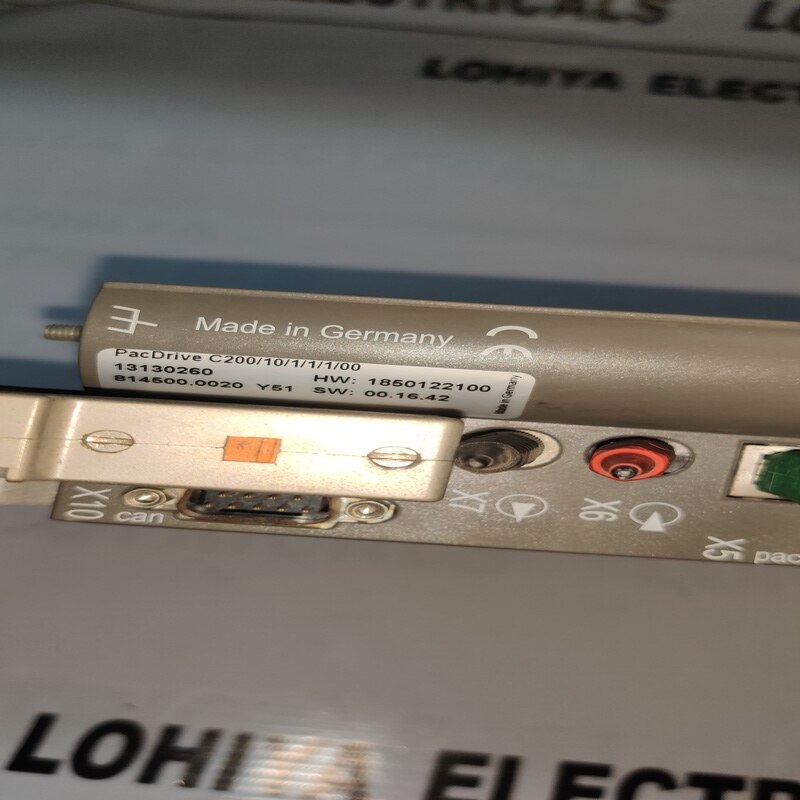 ELECTRICALS
LOHIYA ELECT
Made in Germany CE
PacDrive C200/10/1/1/1/00
13130260 HW: 1850122100
814500.0020 Y51 SW: 00.16.42
Made in Germany
X10 can
X7
X6
X5 pac
LOHIYA ELECTR